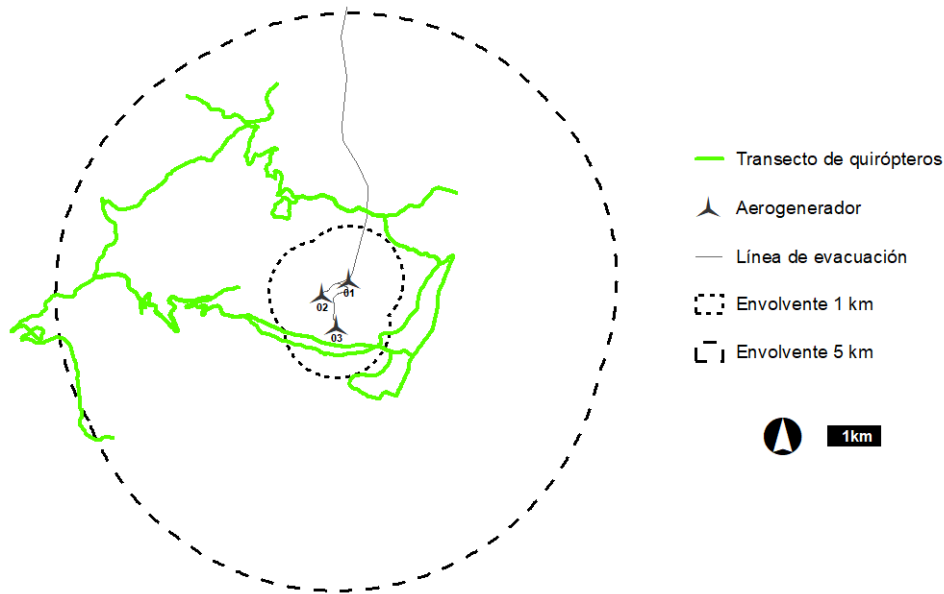 01
02
03
Transecto de quirópteros
Aerogenerador
Línea de evacuación
Envolvente 1 km
Envolvente 5 km
1km